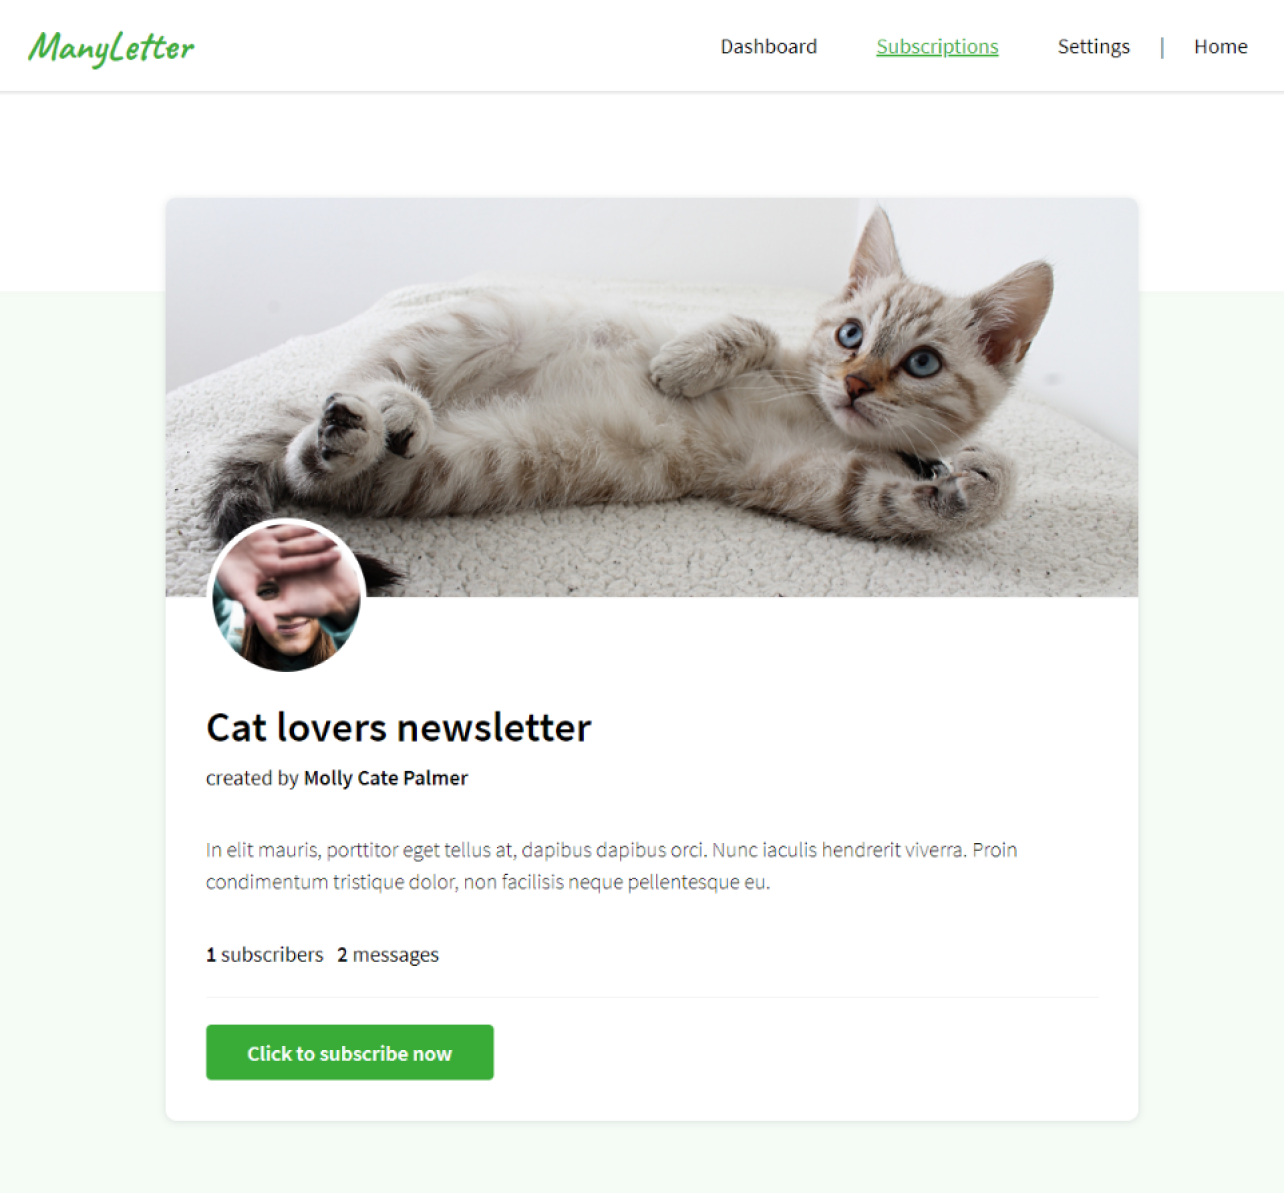 ManyLetter
Dashboard
Subscriptions
Settings
|
Home
Cat lovers newsletter
created by Molly Cate Palmer
In elit mauris, porttitor eget tellus at, dapibus dapibus orci. Nunc iaculis hendrerit viverra. Proin
condimentum tristique dolor, non facilisis neque pellentesque eu.
1 subscribers 2 messages
Click to subscribe now